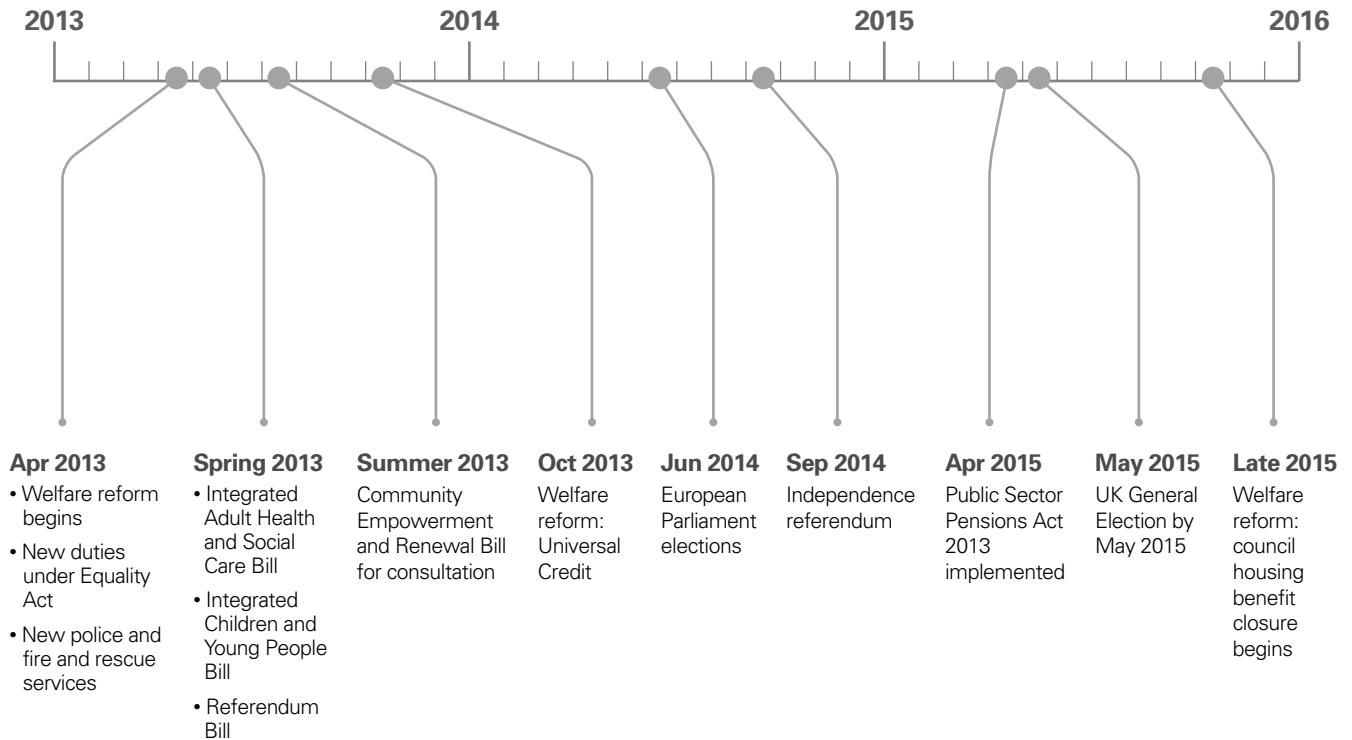 2013
2014
2015
2016
Apr 2013
• Welfare reform
begins
• New duties
under Equality
Act
• New police and
fire and rescue
services
Spring 2013
• Integrated
Adult Health
and Social
Care Bill
• Integrated
Children and
Young People
Bill
• Referendum
Bill
Summer 2013
Community
Empowerment
and Renewal Bill
for consultation
Oct 2013
Welfare
reform:
Universal
Credit
Jun 2014
European
Parliament
elections
Sep 2014
Independence
referendum
Apr 2015
Public Sector
Pensions Act
2013
implemented
May 2015
UK General
Election by
May 2015
Late 2015
Welfare
reform:
council
housing
benefit
closure
begins